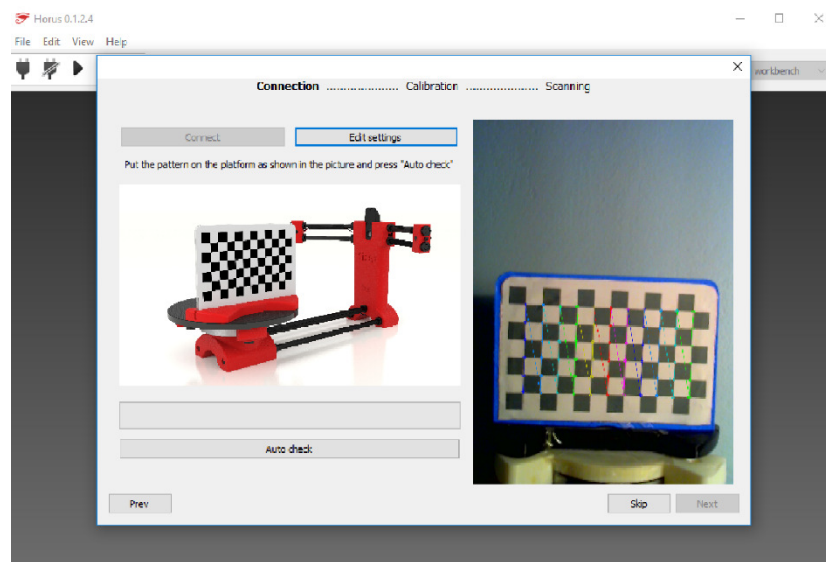 Horus 0.1.2.4
File Edit View Help
workbench
Connection ...................... Calibration ...................... Scanning
Connect Edit settings
Put the pattern on the platform as shown in the picture and press "Auto check"
Auto check
Prev Skip Next